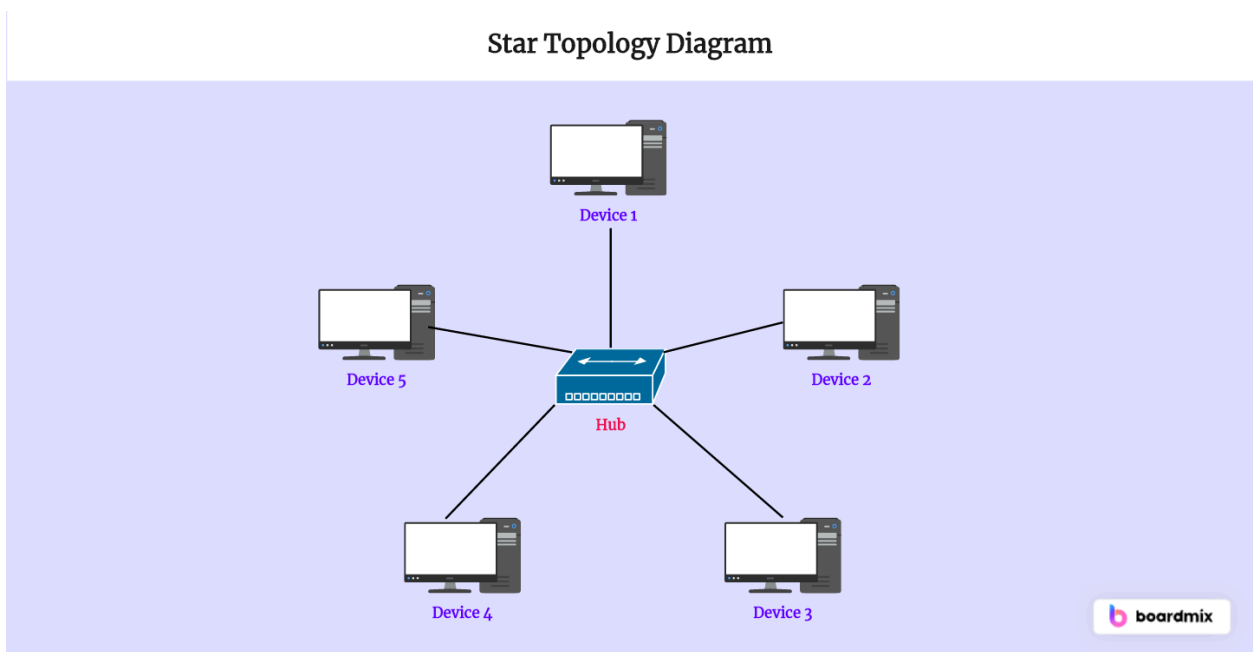 Star Topology Diagram
Device 1
Device 5
Device 2
Hub
Device 4
Device 3
boardmix